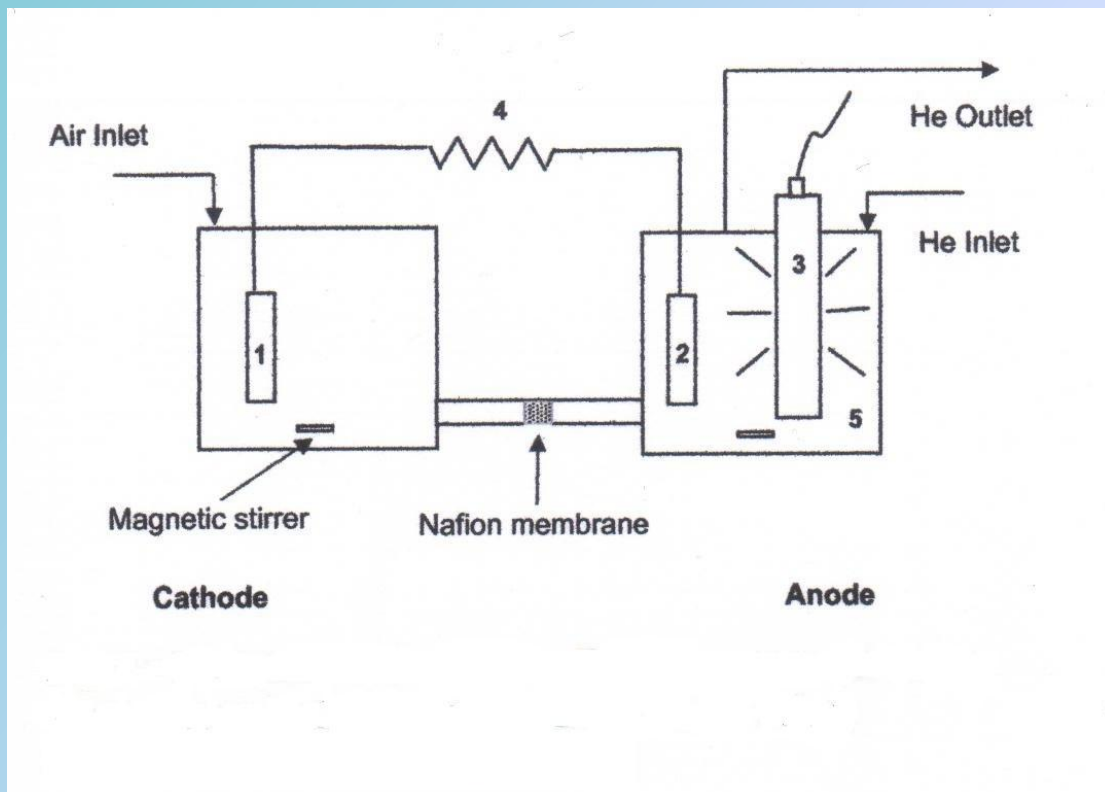 4
He Outlet
Air Inlet
He Inlet
3
1
2
5
Magnetic stirrer
Nafion membrane
Cathode
Anode